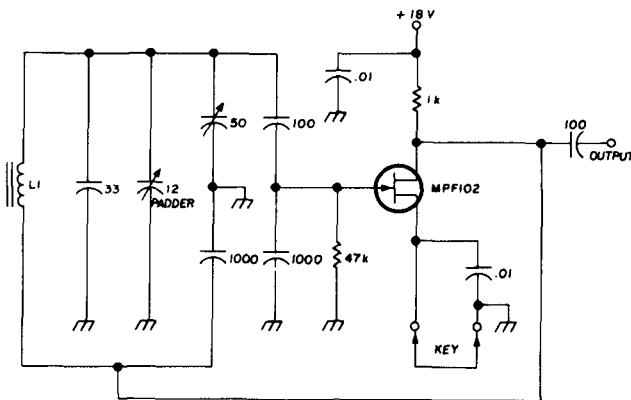 +18V
.01
1k
50
100
100
OUTPUT
L1
33
12
PADDER
MPF102
1000
1000
47k
.01
KEY